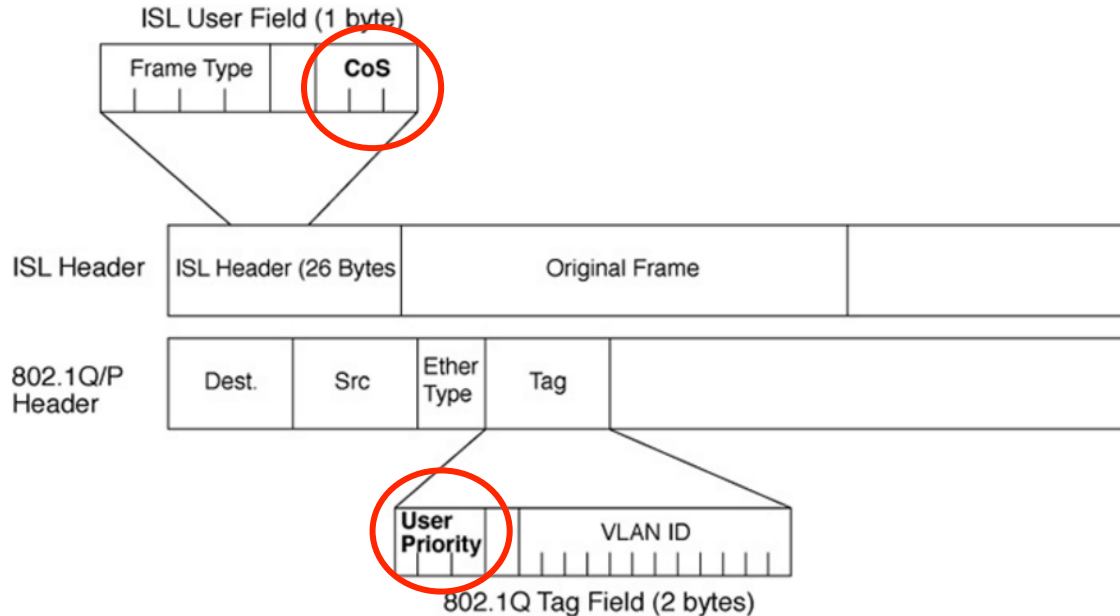 ISL User Field (1 byte)
Frame Type
CoS
ISL Header
ISL Header (26 Bytes
Original Frame
802.1Q/P
Header
Dest.
Src
Ether
Type
Tag
User
Priority
VLAN ID
802.1Q Tag Field (2 bytes)